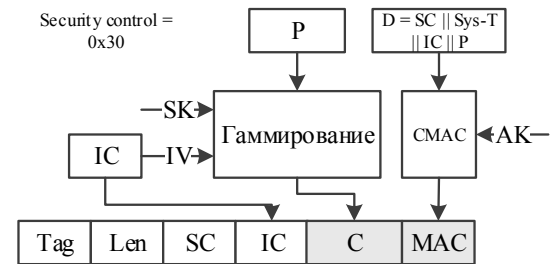 Security control =
0x30
P
D = SC || Sys-T
|| IC || P
SK
Гаммирование
CMAC
AK
IC
IV
Tag Len SC IC C MAC